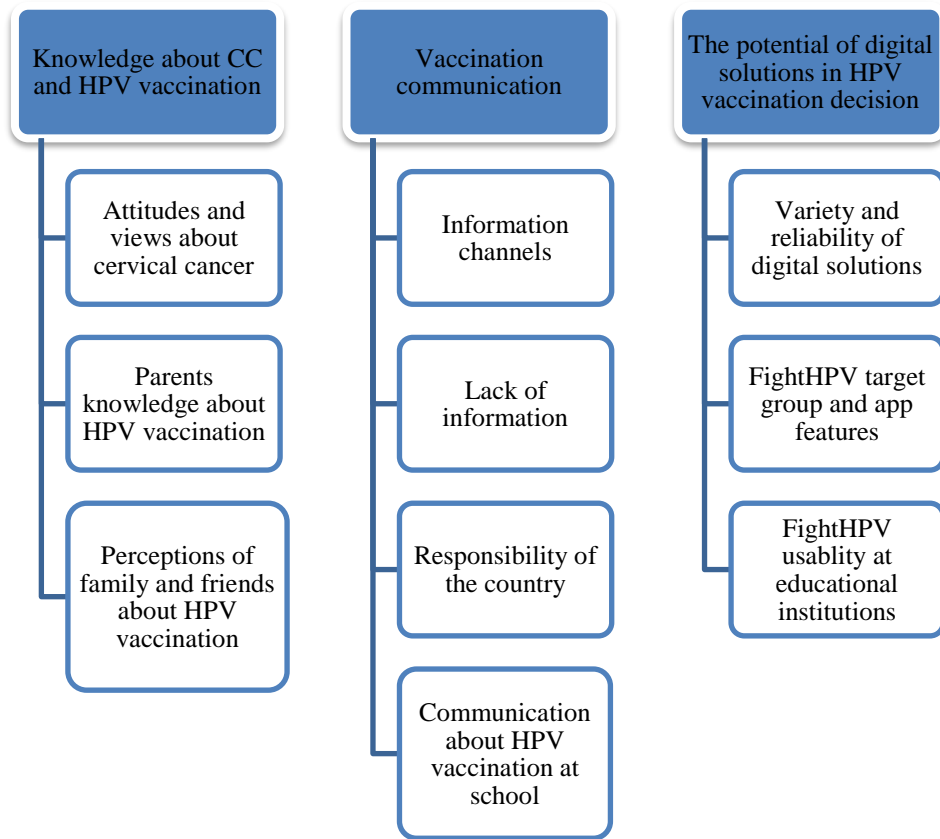 Knowledge about CC
and HPV vaccination
Attitudes and
views about
cervical cancer
Parents
knowledge about
HPV vaccination
Perceptions of
family and friends
about HPV
vaccination
Vaccination
communication
Information
channels
Lack of
information
Responsibility of
the country
Communication
about HPV
vaccination at
school
The potential of digital
solutions in HPV
vaccination decision
Variety and
reliability of
digital solutions
FightHPV target
group and app
features
FightHPV
usablity at
educational
institutions